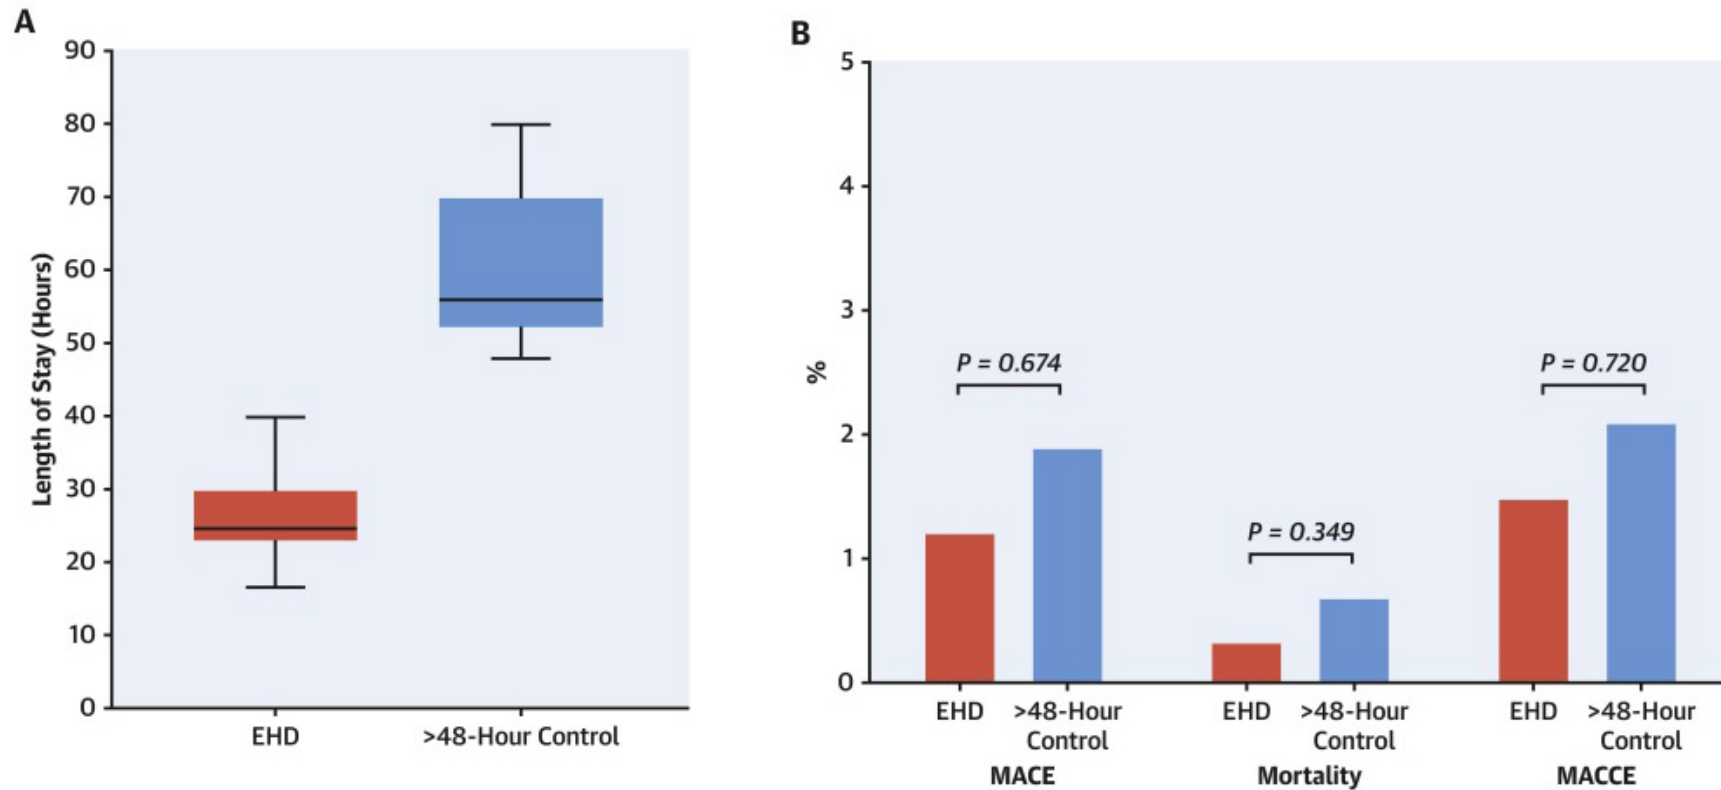 A
Length of Stay (Hours)
90
80
70
60
50
40
30
20
10
0
EHD >48-Hour Control
B
%
5
4
3
2
1
0
P = 0.674
P = 0.349
P = 0.720
EHD >48-Hour EHD >48-Hour EHD >48-Hour
Control Control Control
MACE Mortality MACCE